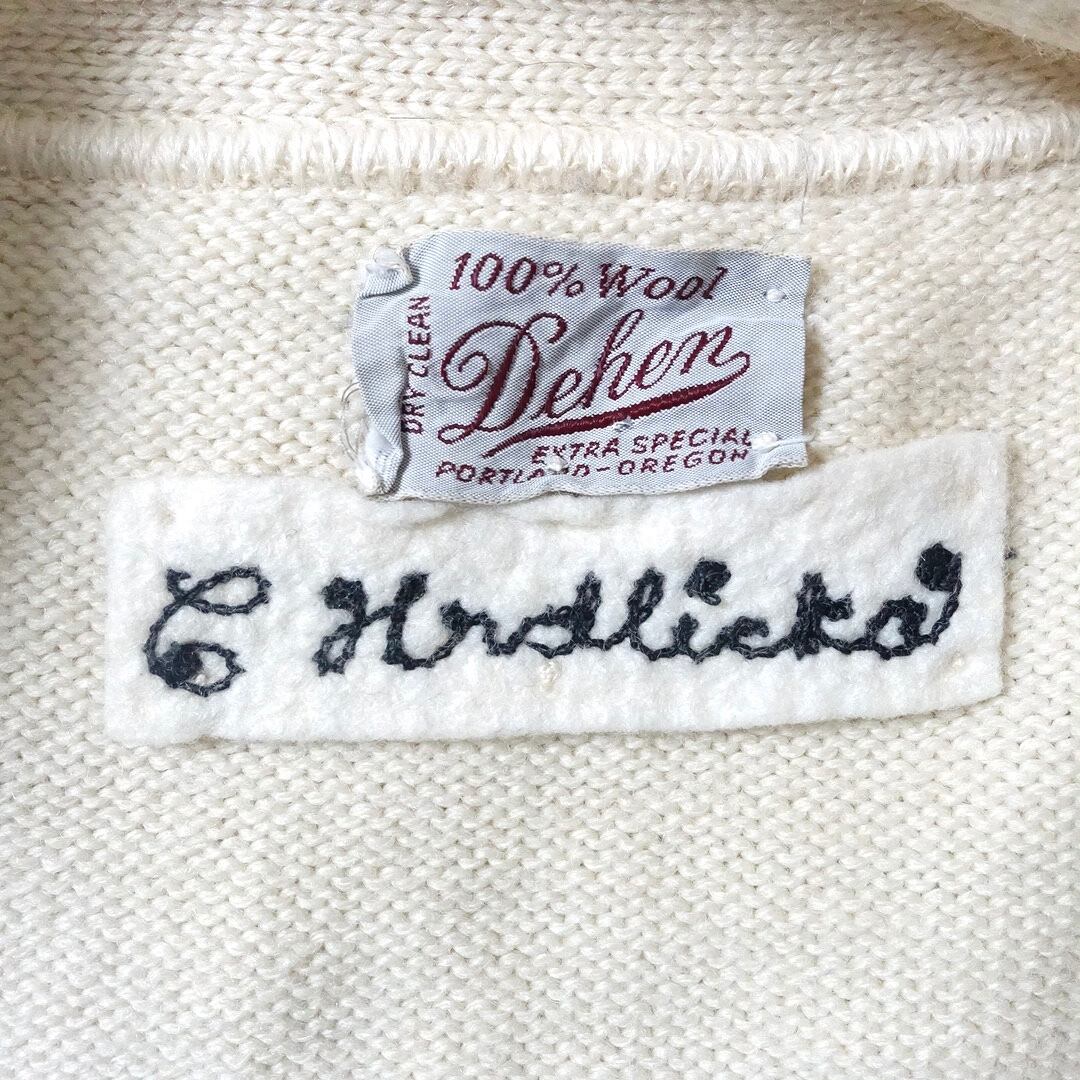 100% Wool
DRY CLEAN
Dehen
EXTRA SPECIAL
PORTLAND-OREGON
C Hrdlicka